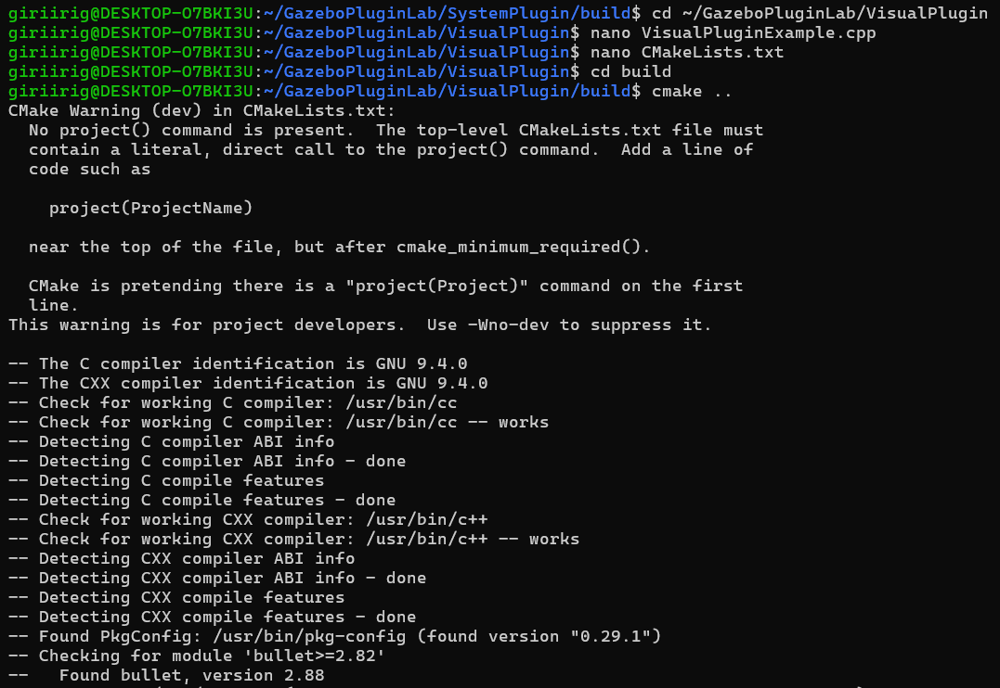 giriirig@DESKTOP-O7BKI3U:~/GazeboPluginLab/SystemPlugin/build$ cd ~/GazeboPluginLab/VisualPlugin
giriirig@DESKTOP-O7BKI3U:~/GazeboPluginLab/VisualPlugin$ nano VisualPluginExample.cpp
giriirig@DESKTOP-O7BKI3U:~/GazeboPluginLab/VisualPlugin$ nano CMakeLists.txt
giriirig@DESKTOP-O7BKI3U:~/GazeboPluginLab/VisualPlugin$ cd build
giriirig@DESKTOP-O7BKI3U:~/GazeboPluginLab/VisualPlugin/build$ cmake ..
CMake Warning (dev) in CMakeLists.txt:
  No project() command is present.  The top-level CMakeLists.txt file must
  contain a literal, direct call to the project() command.  Add a line of
  code such as
    project(ProjectName)
  near the top of the file, but after cmake_minimum_required().
  CMake is pretending there is a "project(Project)" command on the first
  line.
This warning is for project developers.  Use -Wno-dev to suppress it.
-- The C compiler identification is GNU 9.4.0
-- The CXX compiler identification is GNU 9.4.0
-- Check for working C compiler: /usr/bin/cc
-- Check for working C compiler: /usr/bin/cc -- works
-- Detecting C compiler ABI info
-- Detecting C compiler ABI info - done
-- Detecting C compile features
-- Detecting C compile features - done
-- Check for working CXX compiler: /usr/bin/c++
-- Check for working CXX compiler: /usr/bin/c++ -- works
-- Detecting CXX compiler ABI info
-- Detecting CXX compiler ABI info - done
-- Detecting CXX compile features
-- Detecting CXX compile features - done
-- Found PkgConfig: /usr/bin/pkg-config (found version "0.29.1")
-- Checking for module 'bullet>=2.82'
--   Found bullet, version 2.88